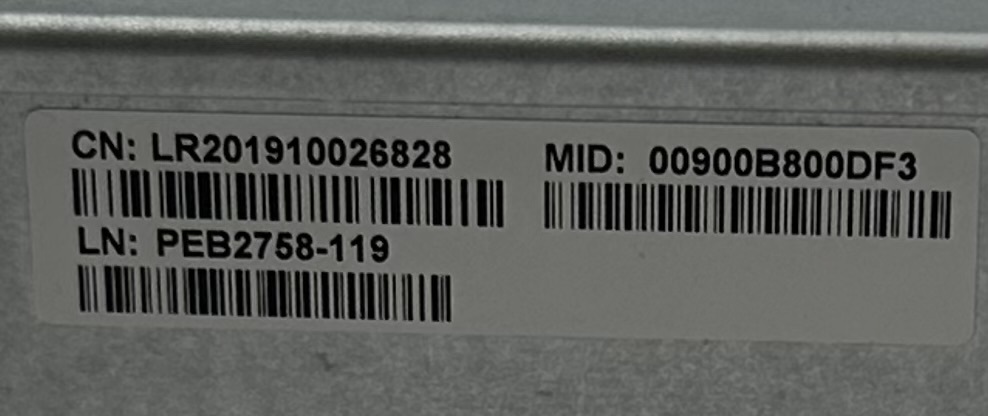 CN: LR201910026828
MID: 00900B800DF3
LN: PEB2758-119